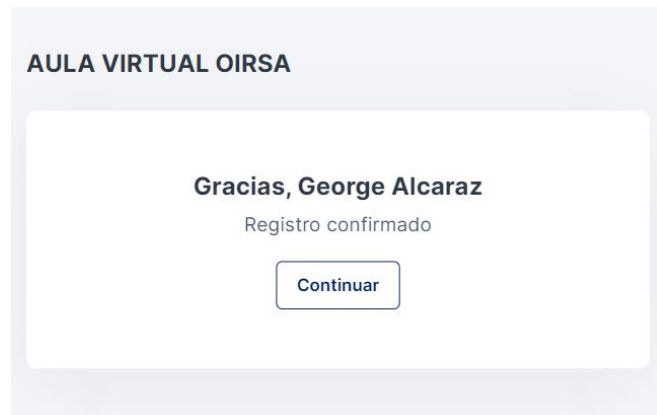 AULA VIRTUAL OIRSA
Gracias, George Alcaraz
Registro confirmado
Continuar